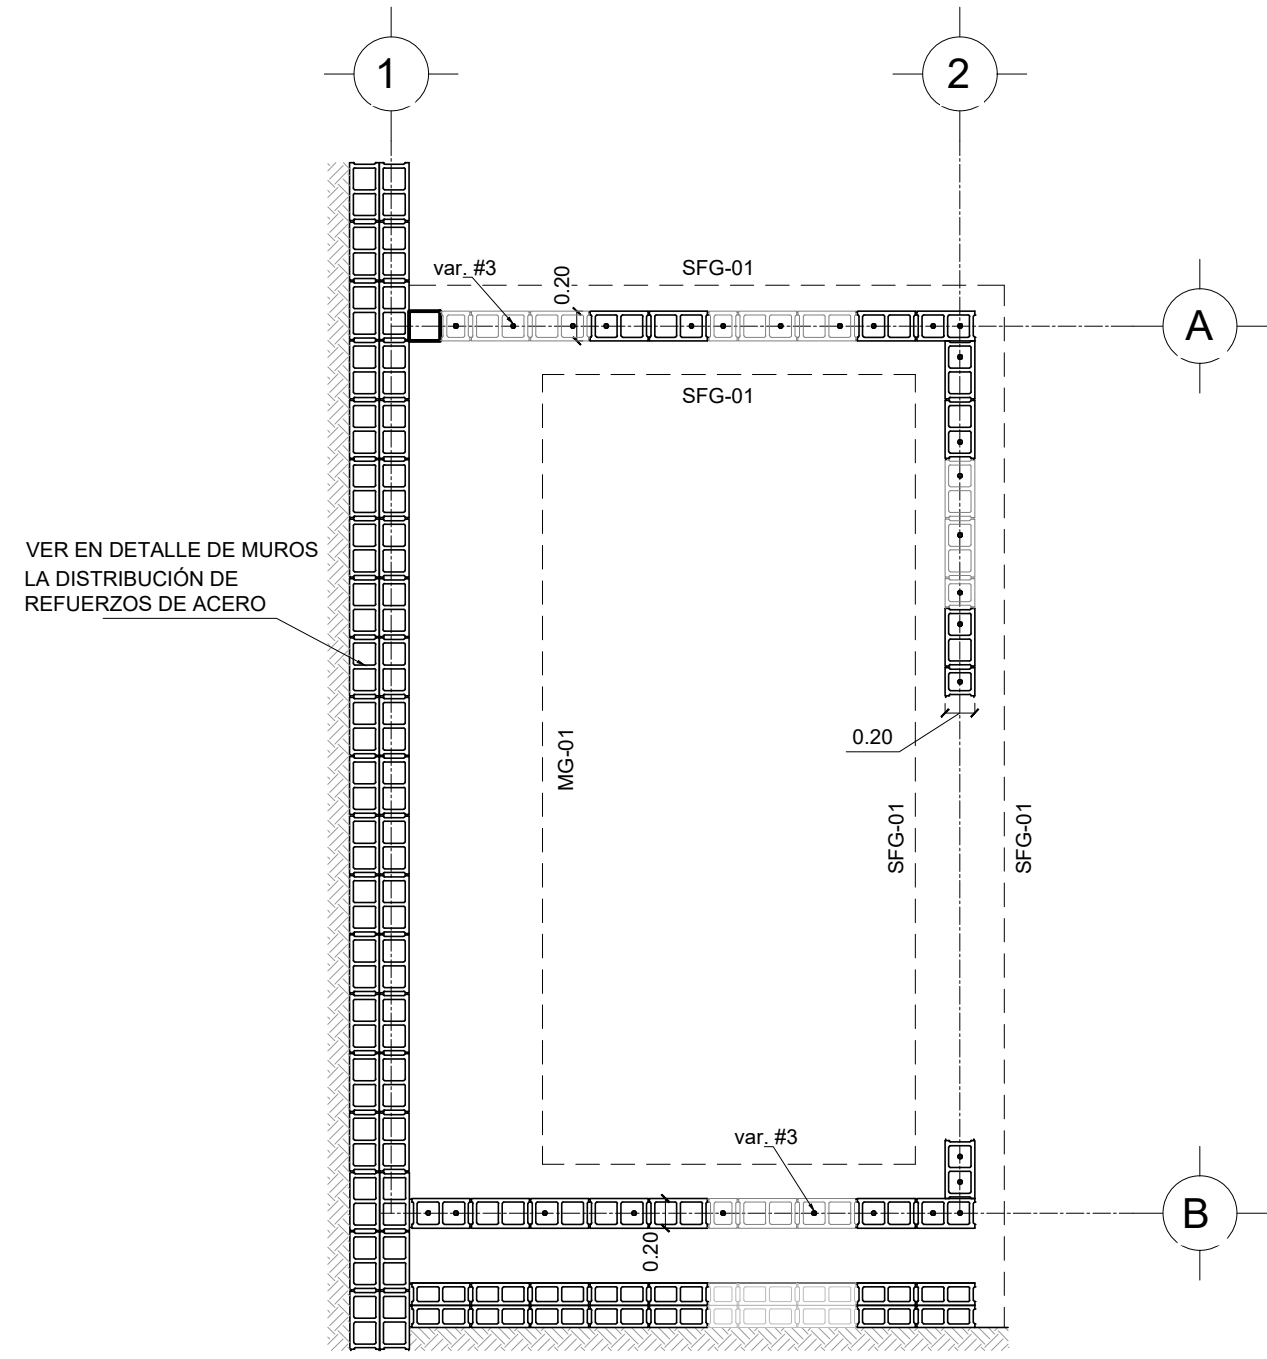 1
2
var. #3
0.20
SFG-01
A
SFG-01
VER EN DETALLE DE MUROS
LA DISTRIBUCIÓN DE
REFUERZOS DE ACERO
MG-01
0.20
SFG-01
SFG-01
var. #3
B
0.20